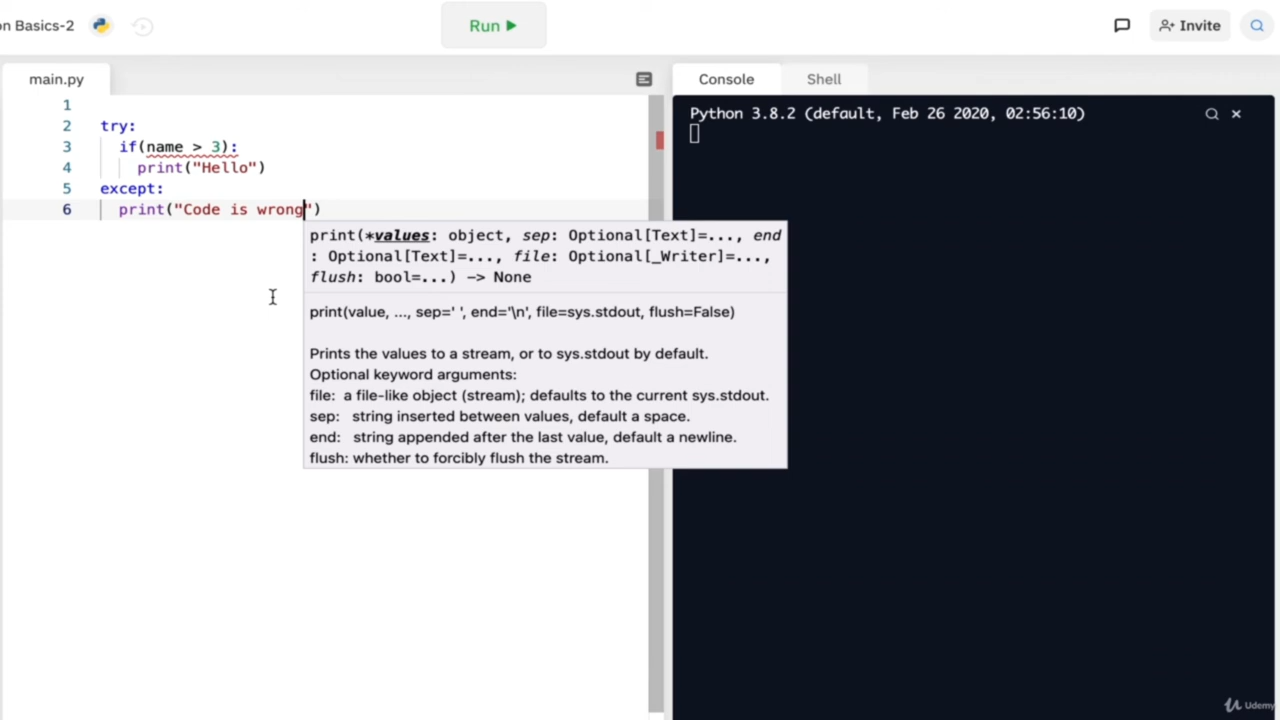 on Basics-2
Run
Invite
main.py
Console
Shell
1
2 try:
3 if(name > 3):
4 print("Hello")
5 except:
6 print("Code is wrong")
print(*values: object, sep: Optional[Text]=..., end
: Optional[Text]=..., file: Optional[_Writer]=...,
flush: bool=...) -> None
print(value, ..., sep=' ', end='\n', file=sys.stdout, flush=False)
Prints the values to a stream, or to sys.stdout by default.
Optional keyword arguments:
file: a file-like object (stream); defaults to the current sys.stdout.
sep: string inserted between values, default a space.
end: string appended after the last value, default a newline.
flush: whether to forcibly flush the stream.
Python 3.8.2 (default, Feb 26 2020, 02:56:10)
Udemy